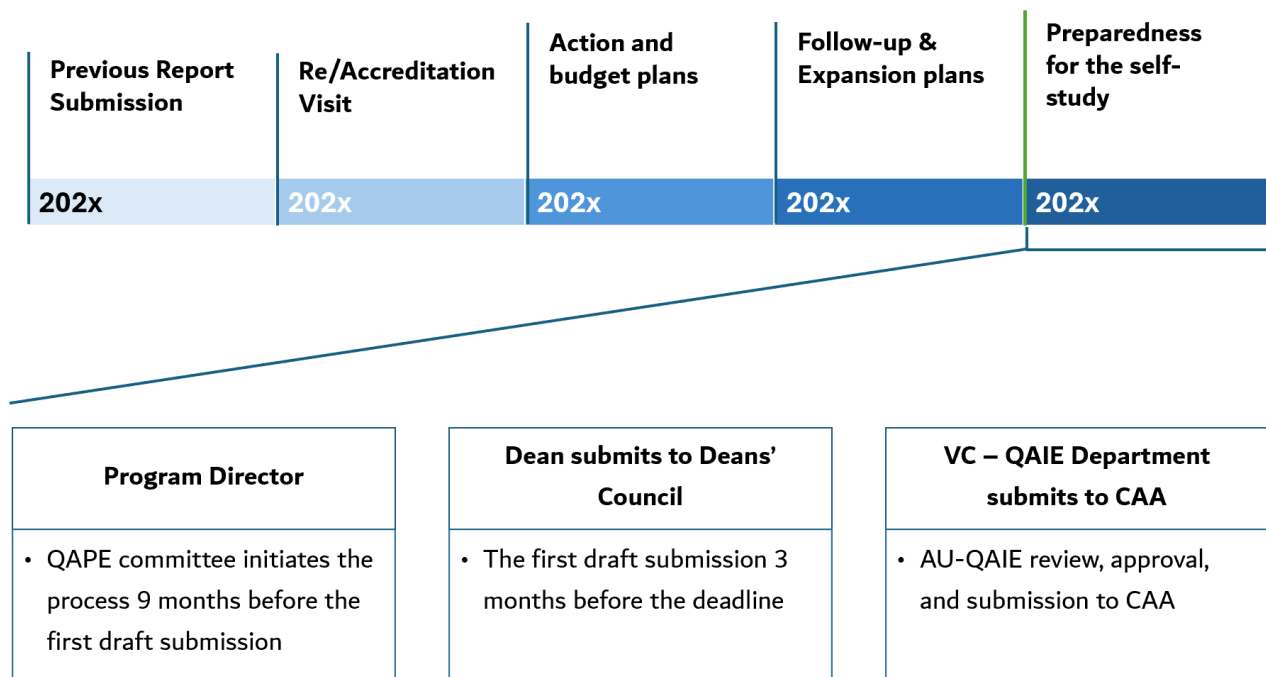 Previous Report
Submission
Re/Accreditation
Visit
Action and
budget plans
Follow-up &
Expansion plans
Preparedness
for the self-
study
202x
202x
202x
202x
202x
Program Director
• QAPE committee initiates the
process 9 months before the
first draft submission
Dean submits to Deans’
Council
• The first draft submission 3
months before the deadline
VC – QAIE Department
submits to CAA
• AU-QAIE review, approval,
and submission to CAA